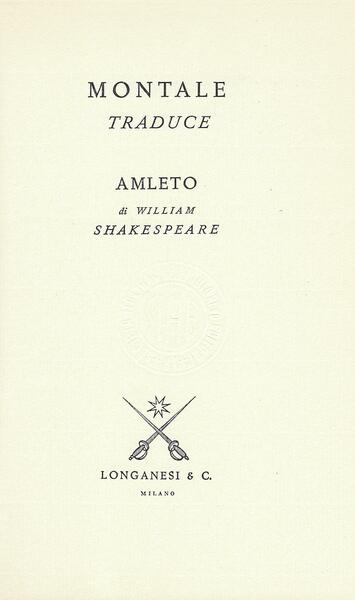 MONTALE
TRADUCE
AMLETO
di WILLIAM
SHAKESPEARE
LONGANESI & C.
MILANO